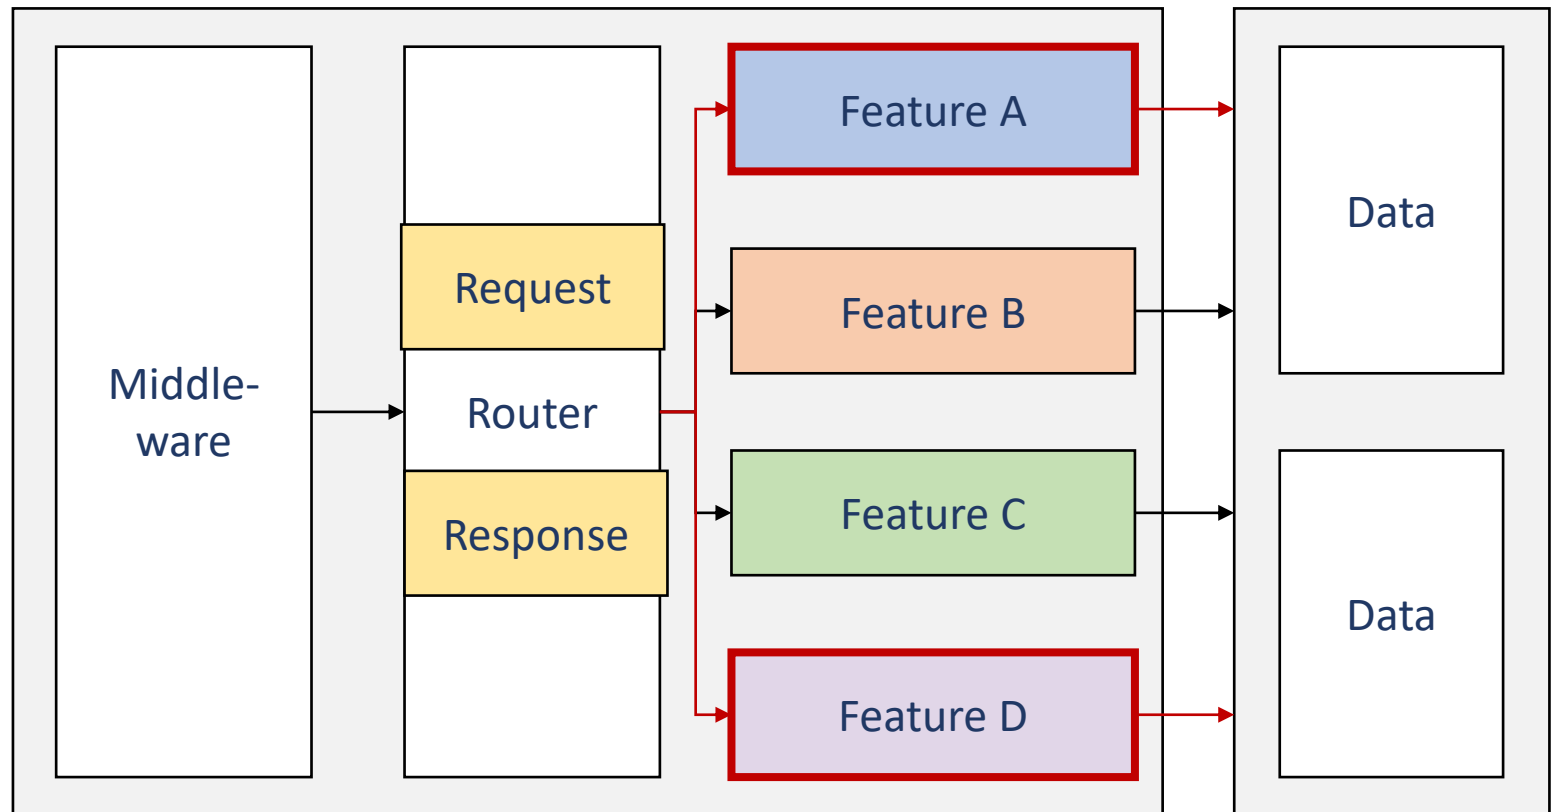 Middle-
ware
Request
Router
Response
Feature A
Feature B
Feature C
Feature D
Data
Data